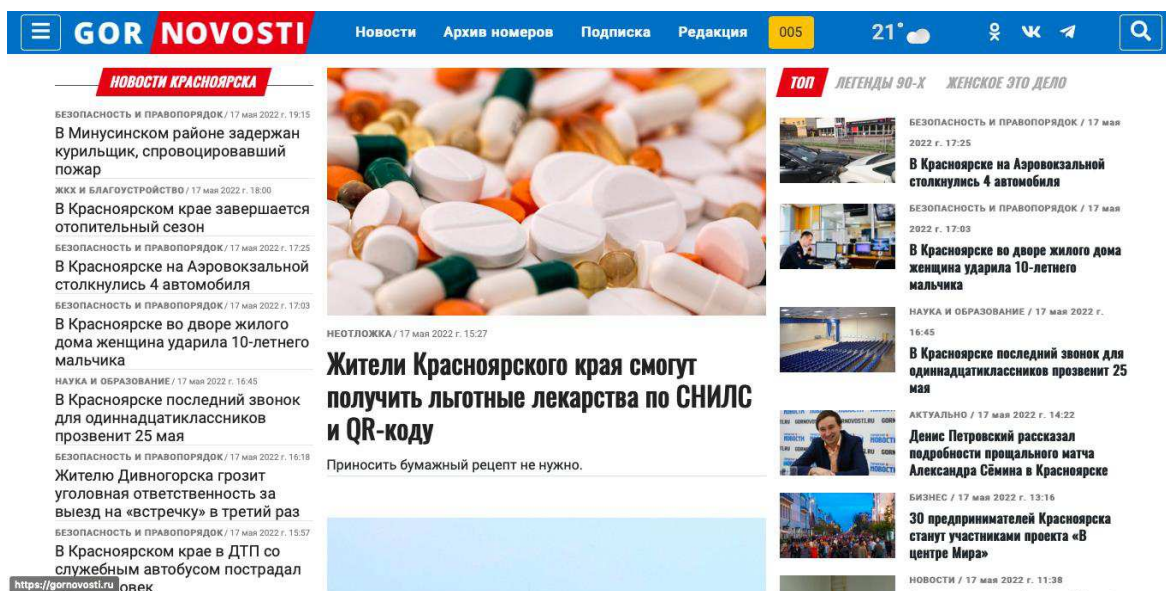 GOR NOVOSTI
Новости Архив номеров Подписка Редакция 005 21°
НОВОСТИ КРАСНОЯРСКА
БЕЗОПАСНОСТЬ И ПРАВОПОРЯДОК / 17 мая 2022 г. 19:15
В Минусинском районе задержан
курильщик, спровоцировавший
пожар
ЖКХ И БЛАГОУСТРОЙСТВО / 17 мая 2022 г. 18:00
В Красноярском крае завершается
отопительный сезон
БЕЗОПАСНОСТЬ И ПРАВОПОРЯДОК / 17 мая 2022 г. 17:25
В Красноярске на Аэровокзальной
столкнулись 4 автомобиля
БЕЗОПАСНОСТЬ И ПРАВОПОРЯДОК / 17 мая 2022 г. 17:03
В Красноярске во дворе жилого
дома женщина ударила 10-летнего
мальчика
НАУКА И ОБРАЗОВАНИЕ / 17 мая 2022 г. 16:45
В Красноярске последний звонок
для одиннадцатиклассников
прозвенит 25 мая
БЕЗОПАСНОСТЬ И ПРАВОПОРЯДОК / 17 мая 2022 г. 16:18
Жителю Дивногорска грозит
уголовная ответственность за
выезд на «встречку» в третий раз
БЕЗОПАСНОСТЬ И ПРАВОПОРЯДОК / 17 мая 2022 г. 15:57
В Красноярском крае в ДТП со
служебным автобусом пострадал
https://gornovosti.ru
НЕОТЛОЖКА / 17 мая 2022 г. 15:27
Жители Красноярского края смогут
получить льготные лекарства по СНИЛС
и QR-коду
Приносить бумажный рецепт не нужно.
ТОП ЛЕГЕНДЫ 90-Х ЖЕНСКОЕ ЭТО ДЕЛО
БЕЗОПАСНОСТЬ И ПРАВОПОРЯДОК / 17 мая
2022 г. 17:25
В Красноярске на Аэровокзальной
столкнулись 4 автомобиля
БЕЗОПАСНОСТЬ И ПРАВОПОРЯДОК / 17 мая
2022 г. 17:03
В Красноярске во дворе жилого дома
женщина ударила 10-летнего
мальчика
НАУКА И ОБРАЗОВАНИЕ / 17 мая 2022 г.
16:45
В Красноярске последний звонок для
одиннадцатиклассников прозвенит 25
мая
АКТУАЛЬНО / 17 мая 2022 г. 14:22
Денис Петровский рассказал
подробности прощального матча
Александра Сёмина в Красноярске
БИЗНЕС / 17 мая 2022 г. 13:16
30 предпринимателей Красноярска
станут участниками проекта «В
центре Мира»
НОВОСТИ / 17 мая 2022 г. 11:38